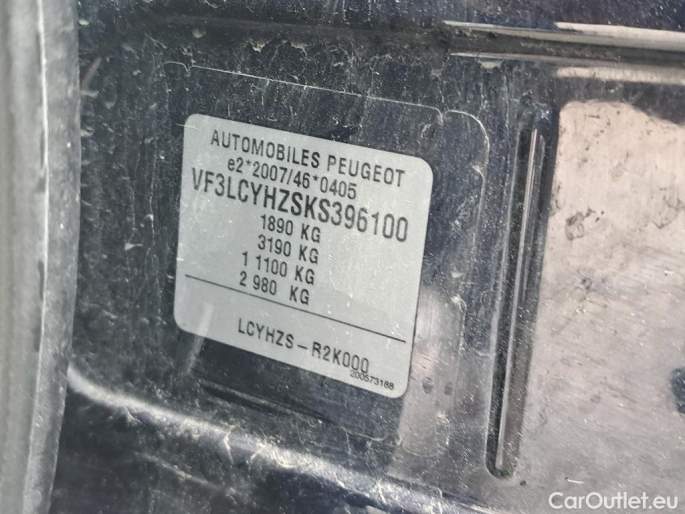 AUTOMOBILES PEUGEOT
e2*2007/46*0405
VF3LCYHZSKS396100
1890 KG
3190 KG
1 1100 KG
2 980 KG
LCYHZS-R2K000
200573188
CarOutlet.eu